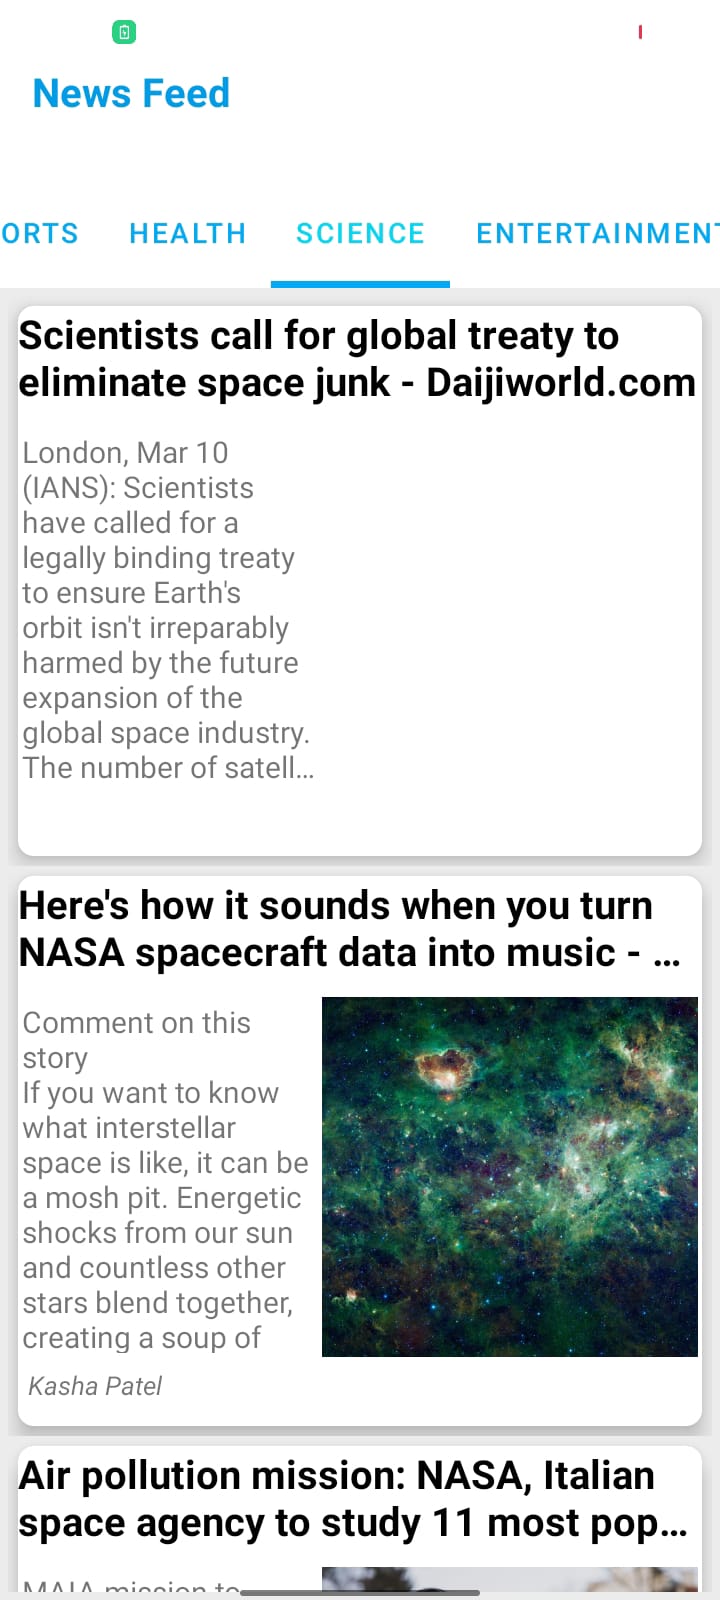 News Feed
ORTS HEALTH SCIENCE ENTERTAINMENT
Scientists call for global treaty to
eliminate space junk - Daijiworld.com
London, Mar 10
(IANS): Scientists
have called for a
legally binding treaty
to ensure Earth's
orbit isn't irreparably
harmed by the future
expansion of the
global space industry.
The number of satell...
Here's how it sounds when you turn
NASA spacecraft data into music - ...
Comment on this
story
If you want to know
what interstellar
space is like, it can be
a mosh pit. Energetic
shocks from our sun
and countless other
stars blend together,
creating a soup of
Kasha Patel
Air pollution mission: NASA, Italian
space agency to study 11 most pop...
MAIA mission to